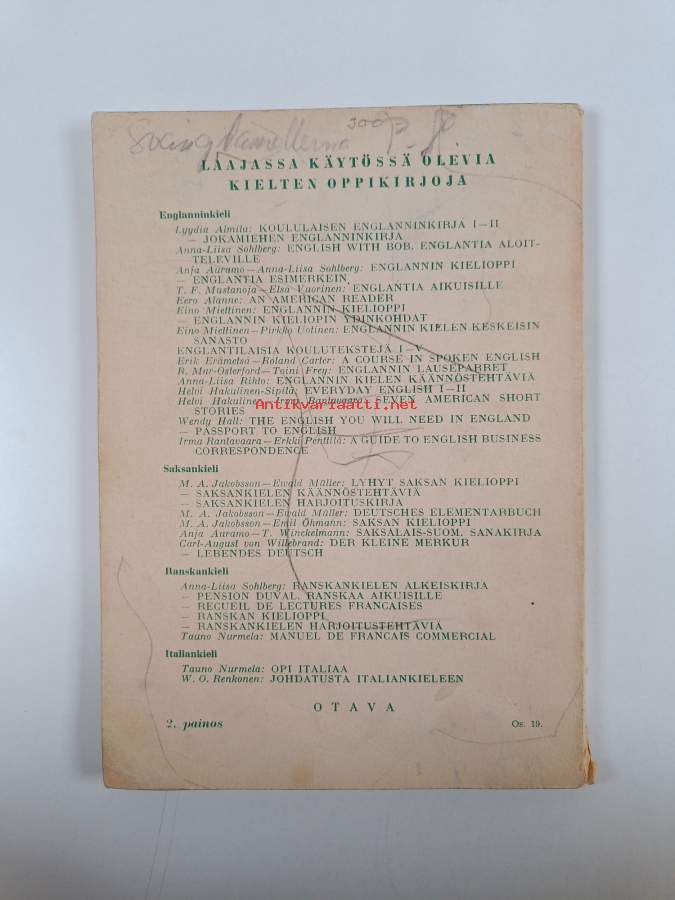 300
LAAJASSA KÄYTÖSSÄ OLEVIA
KIELTEN OPPIKIRJOJA
Englanninkieli
Lyydia Almila: KOULULAISEN ENGLANNINKIRJA I—II
— JOKAMIEHEN ENGLANNINKIRJA
Anna-Liisa Sohlberg: ENGLISH WITH BOB. ENGLANTIA ALOIT-
TELEVILLE
Anja Auramo—Anna-Liisa Sohlberg: ENGLANNIN KIELIOPPI
— ENGLANTIA ESIMERKEIN
T. F. Mustanoja—Elsa Vuorinen: ENGLANTIA AIKUISILLE
Eero Alanne: AN AMERICAN READER
Eino Miettinen: ENGLANNIN KIELIOPPI
— ENGLANNIN KIELIOPIN YDINKOHDAT
Eino Miettinen—Pirkko Uotinen: ENGLANNIN KIELEN KESKEISIN
SANASTO
ENGLANTILAISIA KOULUTEKSTEJÄ I—V
Erik Erämetsä—Roland Carter: A COURSE IN SPOKEN ENGLISH
R. Mar-Osterford—Taini Frey: ENGLANNIN LAUSEPARRET
Anna-Liisa Rihto: ENGLANNIN KIELEN KÄÄNNÖSTEHTÄVIÄ
Helvi Hakulinen-Sipilä: EVERYDAY ENGLISH I—II
Helvi Hakulinen—Irma Rantavaara: SEVEN AMERICAN SHORT
STORIES
Antikvariaatti.net
Wendy Hall: THE ENGLISH YOU WILL NEED IN ENGLAND
— PASSPORT TO ENGLISH
Irma Rantavaara—Erkki Penttilä: A GUIDE TO ENGLISH BUSINESS
CORRESPONDENCE
Saksankieli
M. A. Jakobsson—Ewald Müller: LYHYT SAKSAN KIELIOPPI
— SAKSANKIELEN KÄÄNNÖSTEHTÄVIÄ
— SAKSANKIELEN HARJOITUSKIRJA
M. A. Jakobsson—Ewald Müller: DEUTSCHES ELEMENTARBUCH
M. A. Jakobsson—Emil Öhmann: SAKSAN KIELIOPPI
Anja Auramo—T. Winckelmann: SAKSALAIS-SUOM. SANAKIRJA
Carl-August von Willebrand: DER KLEINE MERKUR
— LEBENDES DEUTSCH
Ranskankieli
Anna-Liisa Sohlberg: RANSKANKIELEN ALKEISKIRJA
— PENSION DUVAL. RANSKAA AIKUISILLE
— RECUEIL DE LECTURES FRANCAISES
— RANSKAN KIELIOPPI
— RANSKANKIELEN HARJOITUSTEHTÄVIÄ
Tauno Nurmela: MANUEL DE FRANCAIS COMMERCIAL
Italiankieli
Tauno Nurmela: OPI ITALIAA
W. O. Renkonen: JOHDATUSTA ITALIANKIELEEN
OTAVA
2. painos
Os. 19.